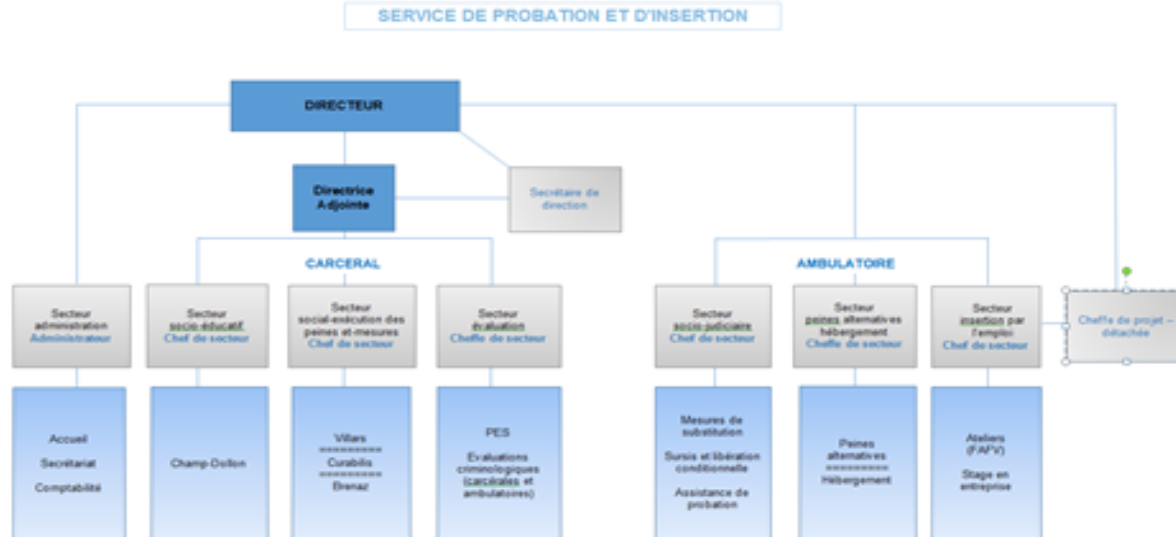 SERVICE DE PROBATION ET D'INSERTION
DIRECTEUR
Directrice
Adjointe
Secrétaire de
direction
CARCERAL
AMBULATOIRE
Secteur
administration
Administrateur
Secteur
socio-éducatif
Chef de secteur
Secteur
social-exécution des
peines et-mesures
Chef de secteur
Secteur
évaluation
Cheffe de secteur
Secteur
socio-judiciaire
Chef de secteur
Secteur
peines alternatives
hébergement
Cheffe de secteur
Secteur
insertion par
l'emploi
Chef de secteur
Cheffe de projet –
détachée
Accueil
Secrétariat
Comptabilité
Champ-Dollon
Villars
==========
Curabilis
==========
Brenaz
PES
Evaluations
criminologiques
(carcérales et
ambulatoires)
Mesures de
substitution
Sursis et libération
conditionnelle
Assistance de
probation
Peines
alternatives
==========
Hébergement
Ateliers
(FAPV)
Stage en
entreprise